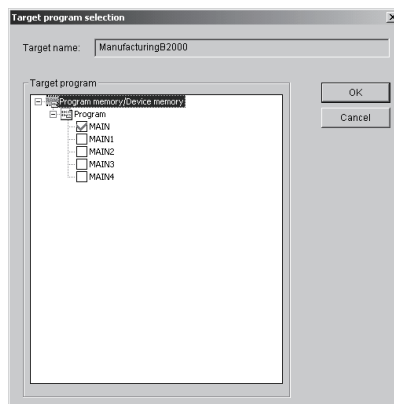 Target program selection
Target name: ManufacturingB2000
Target program
Program memory/Device memory
Program
MAIN
MAIN1
MAIN2
MAIN3
MAIN4
OK
Cancel